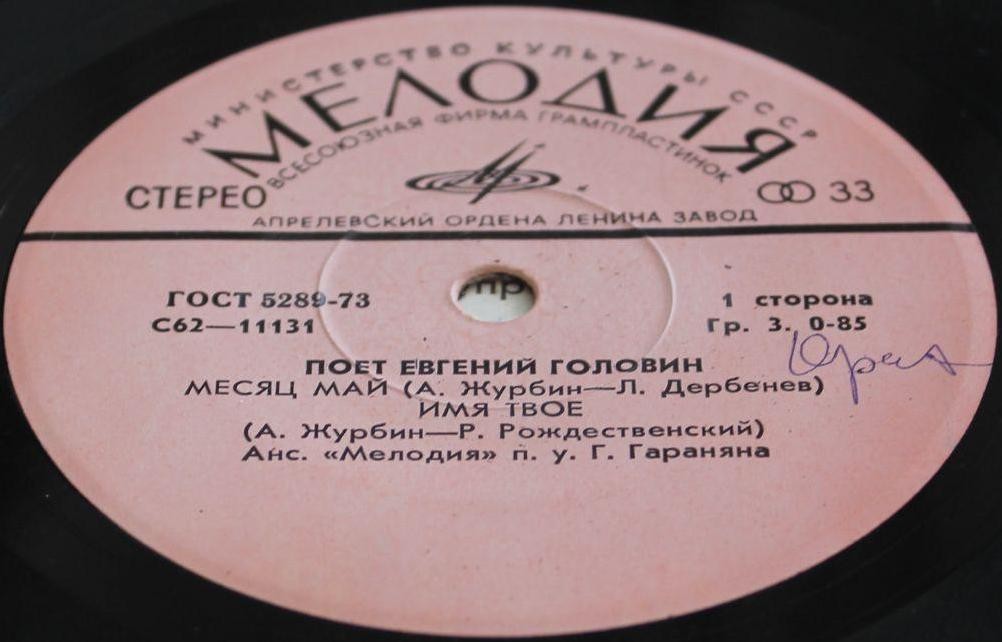 МИНИСТЕРСТВО КУЛЬТУРЫ СССР
МЕЛОДИЯ
ВСЕСОЮЗНАЯ ФИРМА ГРАМПЛАСТИНОК
СТЕРЕО
33
АПРЕЛЕВСКИЙ ОРДЕНА ЛЕНИНА ЗАВОД
ГОСТ 5289-73
1 сторона
С62—11131
Гр. 3. 0-85
ПОЕТ ЕВГЕНИЙ ГОЛОВИН
МЕСЯЦ МАЙ (А. Журбин—Л. Дербенев)
ИМЯ ТВОЕ
(А. Журбин—Р. Рождественский)
Анс. «Мелодия» п. у. Г. Гараняна